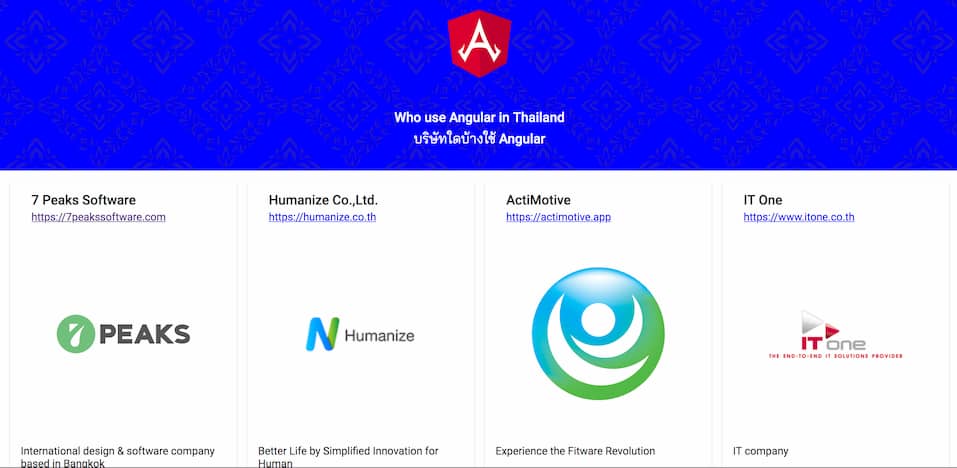 Who use Angular in Thailand
บริษัทใดบ้างใช้ Angular
7 Peaks Software
https://7peakssoftware.com
Humanize Co.,Ltd.
https://humanize.co.th
ActiMotive
https://actimotive.app
IT One
https://www.itone.co.th
7 PEAKS
Humanize
IT one
THE END-TO-END IT SOLUTIONS PROVIDER
International design & software company
based in Bangkok
Better Life by Simplified Innovation for
Human
Experience the Fitware Revolution
IT company